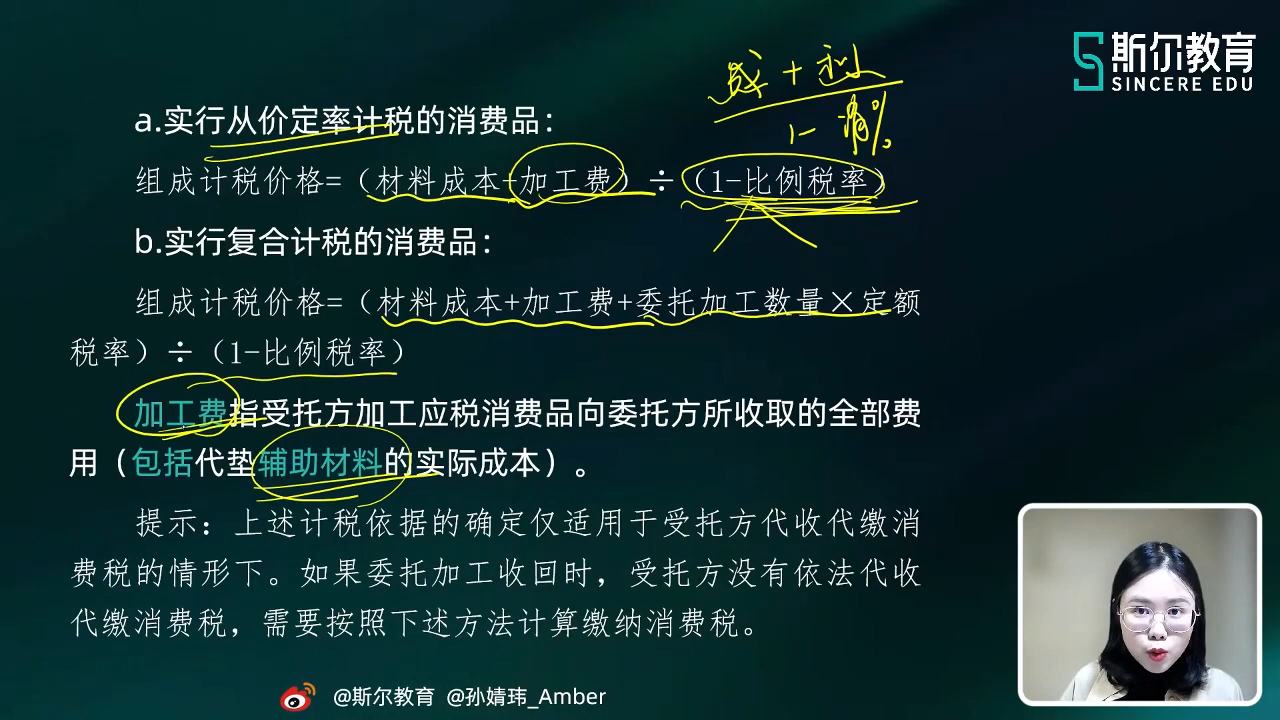 斯尔教育
SINCERE EDU
成+利
1-消%
a.实行从价定率计税的消费品：
组成计税价格=（材料成本+加工费）÷（1-比例税率）
b.实行复合计税的消费品：
组成计税价格=（材料成本+加工费+委托加工数量×定额
税率）÷（1-比例税率）
加工费指受托方加工应税消费品向委托方所收取的全部费
用（包括代垫辅助材料的实际成本）。
提示：上述计税依据的确定仅适用于受托方代收代缴消
费税的情形下。如果委托加工收回时，受托方没有依法代收
代缴消费税，需要按照下述方法计算缴纳消费税。
@斯尔教育 @孙婧玮_Amber